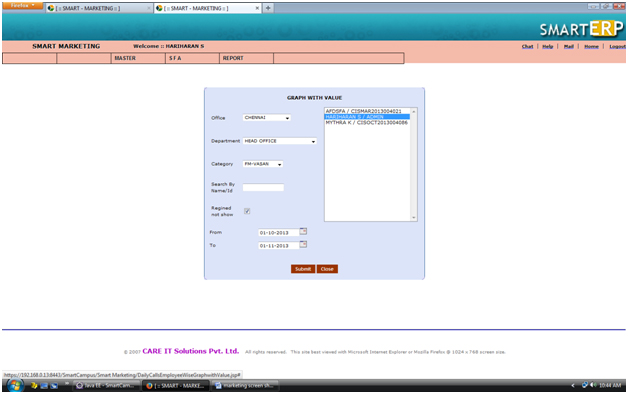 Firefox
[ :: SMART - MARKETING :: ]
[ :: SMART - MARKETING :: ]
SMARTERP
SMART MARKETING
Welcome :: HARIHARAN S
Chat | Help | Mail | Home | Logout
MASTER
S F A
REPORT
GRAPH WITH VALUE
Office
CHENNAI
AFDSFA / CISMAR2013004021
HARIHARAN S / ADMIN
MYTHRA K / CISOCT2013004086
Department
HEAD OFFICE
Category
FM-VASAN
Search By
Name/Id
Regined
not show
From
01-10-2013
To
01-11-2013
Submit
Close
© 2007 CARE IT Solutions Pvt. Ltd. All rights reserved. This site best viewed with Microsoft Internet Explorer or Mozilla Firefox @ 1024 x 768 screen size.
https://192.168.0.13:8443/SmartCampus/Smart Marketing/DailyCallsEmployeeWiseGraphwithValue.jsp#
Java EE - SmartCam...
[ :: SMART - MARKE...
marketing screen sh...
10:44 AM